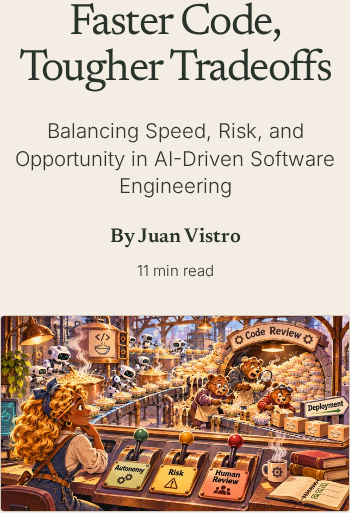 Faster Code,
Tougher Tradeoffs
Balancing Speed, Risk, and
Opportunity in AI-Driven Software
Engineering
By Juan Vistro
11 min read
</>
Code Review
Deployment
Autonomy
Risk
Human
Review